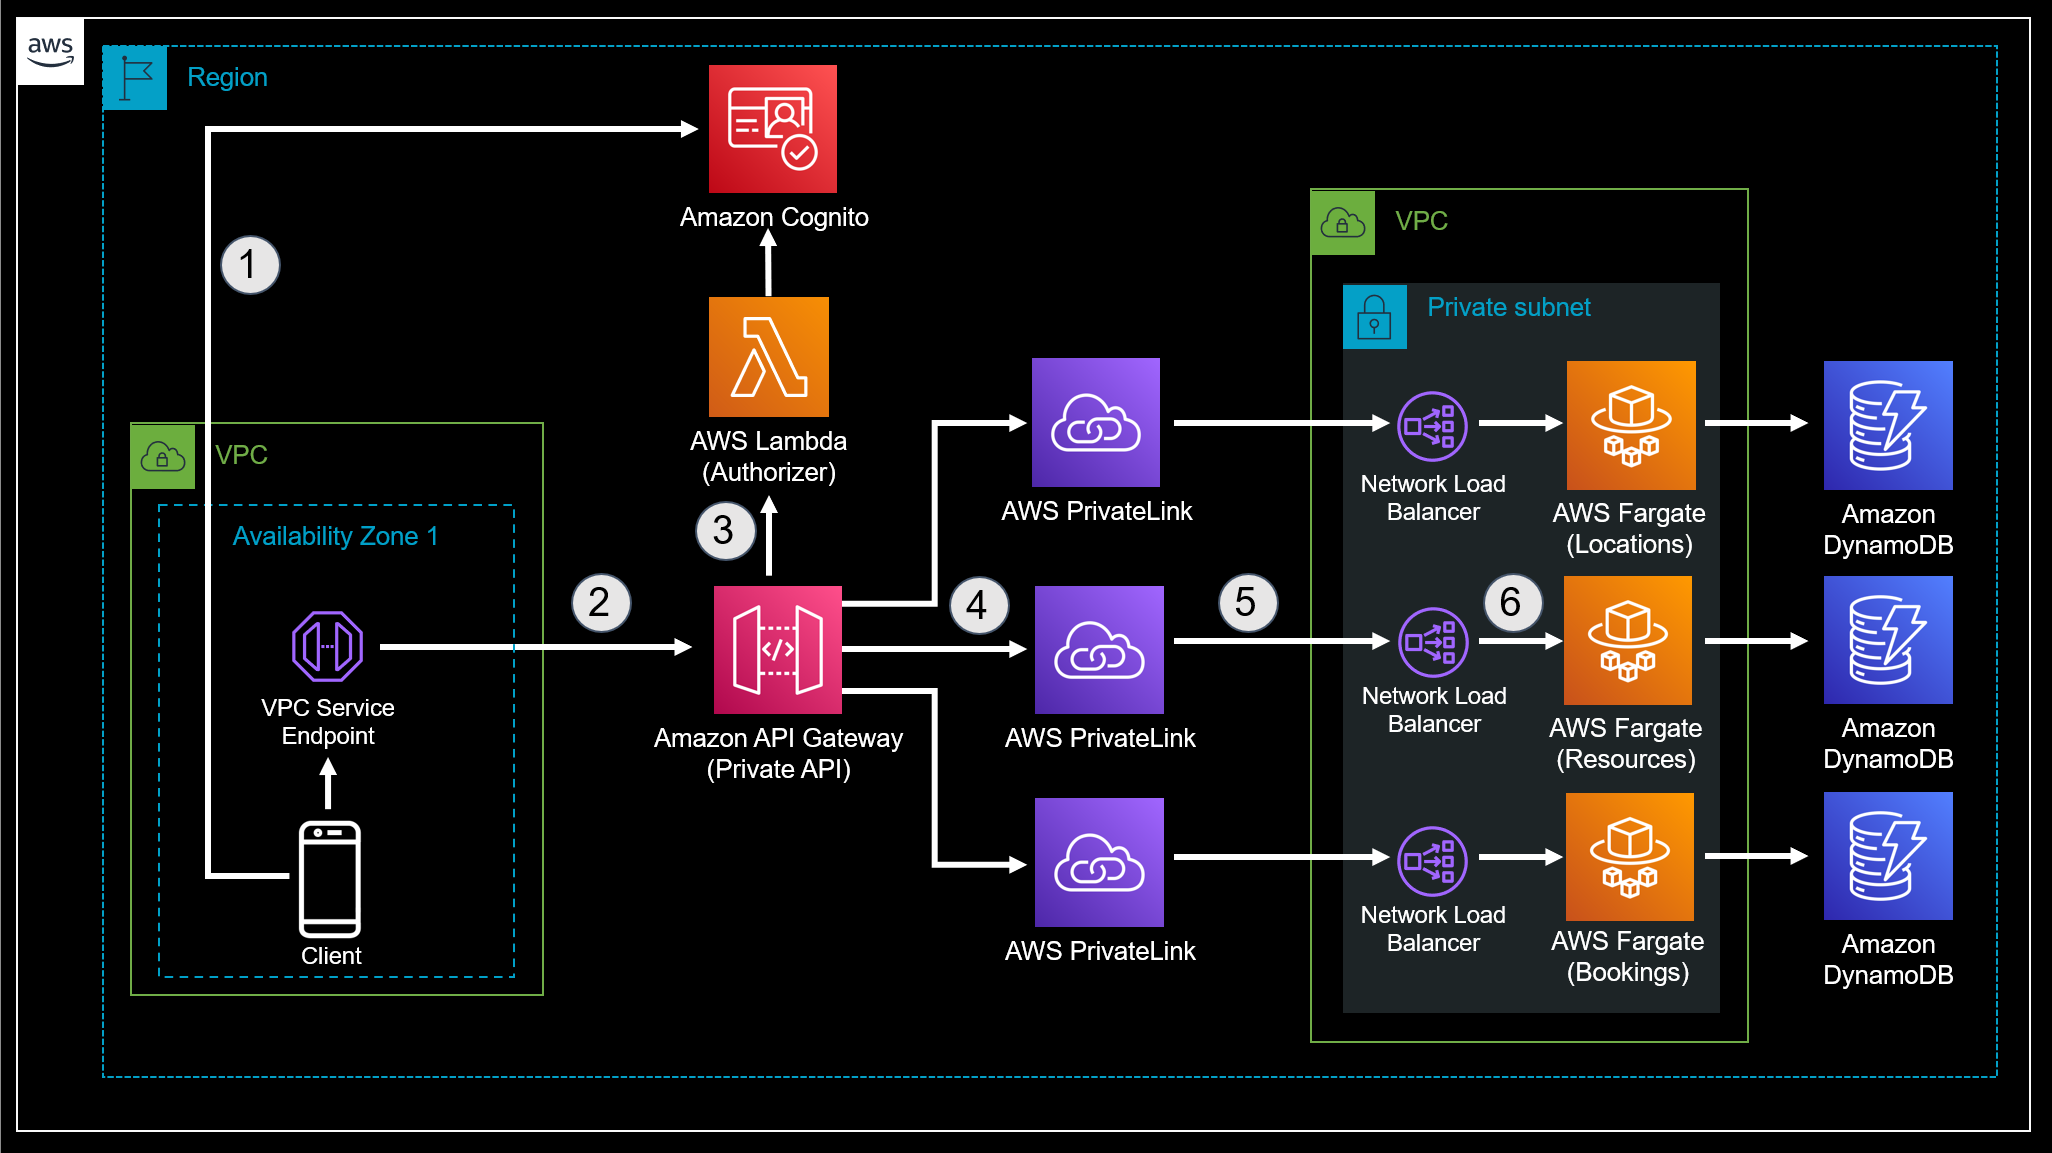 aws
Region
Amazon Cognito
1
VPC
Private subnet
AWS Lambda
(Authorizer)
VPC
Availability Zone 1
3
2
4
5
6
AWS PrivateLink
Network Load
Balancer
AWS Fargate
(Locations)
Amazon
DynamoDB
VPC Service
Endpoint
Amazon API Gateway
(Private API)
AWS PrivateLink
Network Load
Balancer
AWS Fargate
(Resources)
Amazon
DynamoDB
Client
AWS PrivateLink
Network Load
Balancer
AWS Fargate
(Bookings)
Amazon
DynamoDB